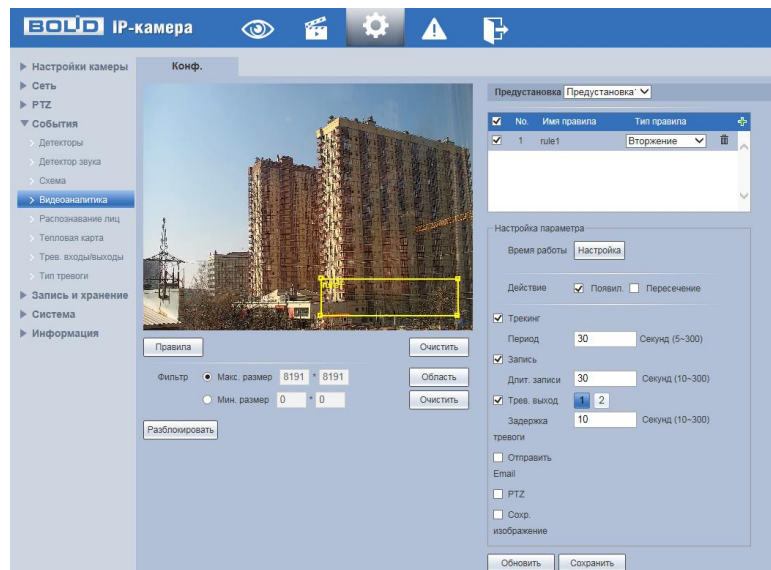 BOLID IP-камера
Настройки камеры
Сеть
PTZ
События
Детекторы
Детектор звука
Схема
Видеоаналитика
Распознавание лиц
Тепловая карта
Трев. входы/выходы
Тип тревоги
Запись и хранение
Система
Информация
Конф.
rule1
Правила
Очистить
Фильтр Макс. размер 8191 * 8191 Область
Мин. размер 0 * 0 Очистить
Разблокировать
Предустановка Предустановка1
No. Имя правила Тип правила
1 rule1 Вторжение
Настройка параметра
Время работы Настройка
Действие Появил. Пересечение
Трекинг
Период 30 Секунд (5~300)
Запись
Длит. записи 30 Секунд (10~300)
Трев. выход 1 2
Задержка 10 Секунд (10~300)
тревоги
Отправить
Email
PTZ
Сохр.
изображение
Обновить Сохранить